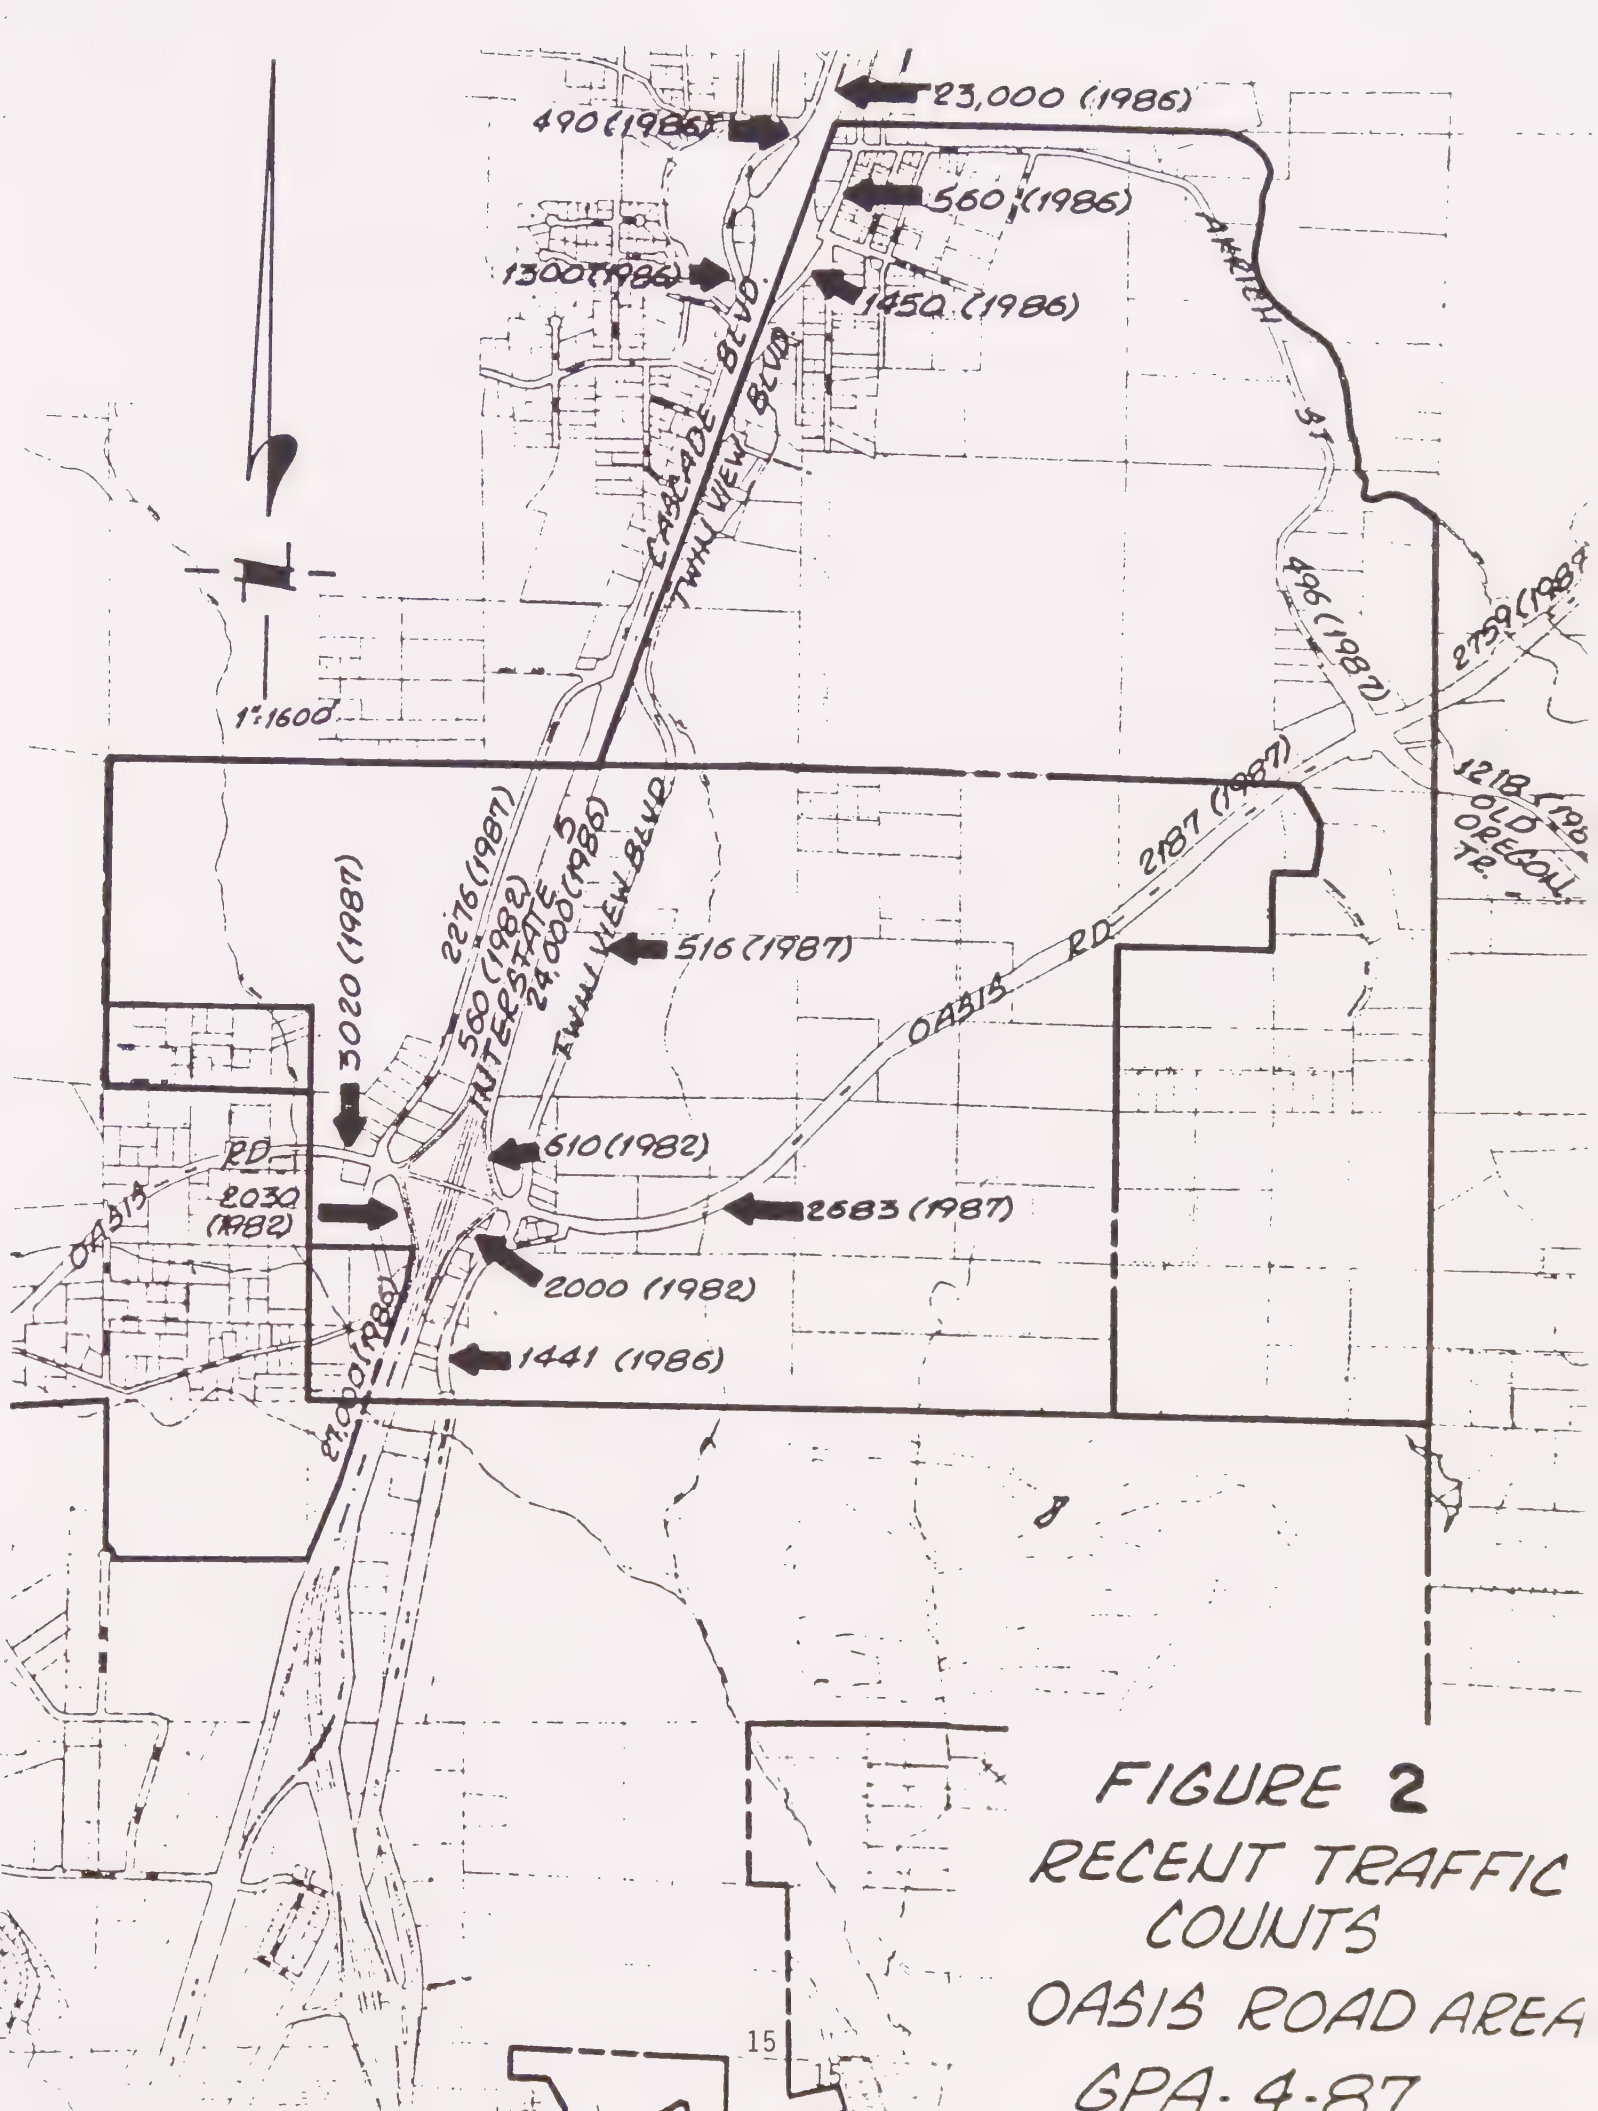 23,000 (1986)
490 (1986)
560 (1986)
1300 (1986)
1450 (1986)
CASCADE BLVD.
TWIN VIEW BLVD.
ST
496 (1987)
2759 (198
1":1600'
1218 (198
OLD
OREGON
TR.
2187 (1987)
2276 (1987)
560 (1982)
INTERSTATE 5
24,000 (1986)
TWIN VIEW BLVD.
516 (1987)
3020 (1987)
OASIS RD.
610 (1982)
OASIS RD.
2030
(1982)
2683 (1987)
2000 (1982)
27,000 (1986)
1441 (1986)
8
FIGURE 2
RECENT TRAFFIC
COUNTS
OASIS ROAD AREA
GPA-4-87
15
15